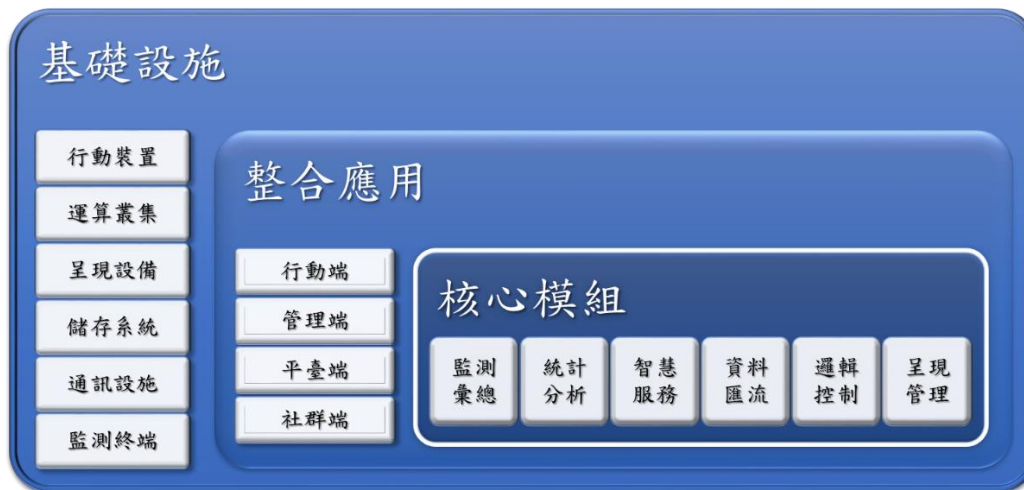 基礎設施
行動裝置
運算叢集
呈現設備
儲存系統
通訊設施
監測終端
整合應用
行動端
管理端
平臺端
社群端
核心模組
監測
彙總
統計
分析
智慧
服務
資料
匯流
邏輯
控制
呈現
管理